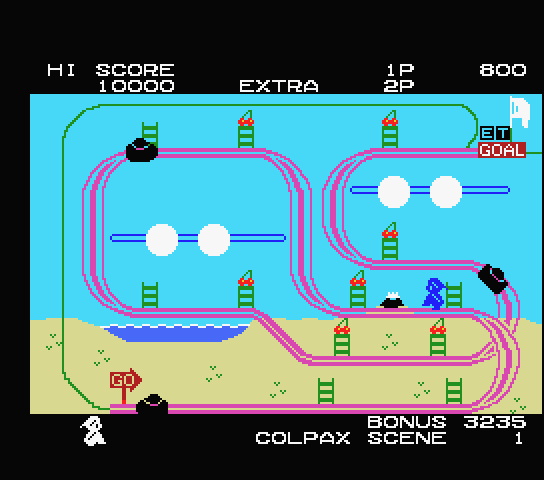 HI SCORE 1P 800
10000 EXTRA 2P
ET
GOAL
GO
BONUS 3235
COLPAX SCENE 1